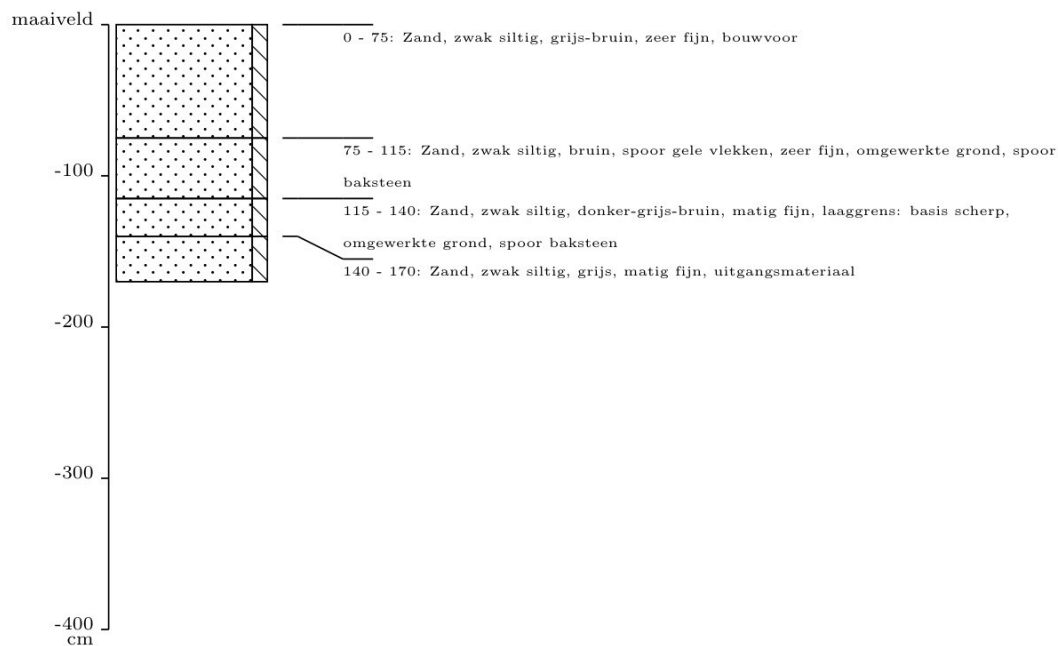 maaiveld
0 - 75: Zand, zwak siltig, grijs-bruin, zeer fijn, bouwvoor
75 - 115: Zand, zwak siltig, bruin, spoor gele vlekken, zeer fijn, omgewerkte grond, spoor
-100
baksteen
115 - 140: Zand, zwak siltig, donker-grijs-bruin, matig fijn, laaggrens: basis scherp,
omgewerkte grond, spoor baksteen
140 - 170: Zand, zwak siltig, grijs, matig fijn, uitgangsmateriaal
-200
-300
-400
cm